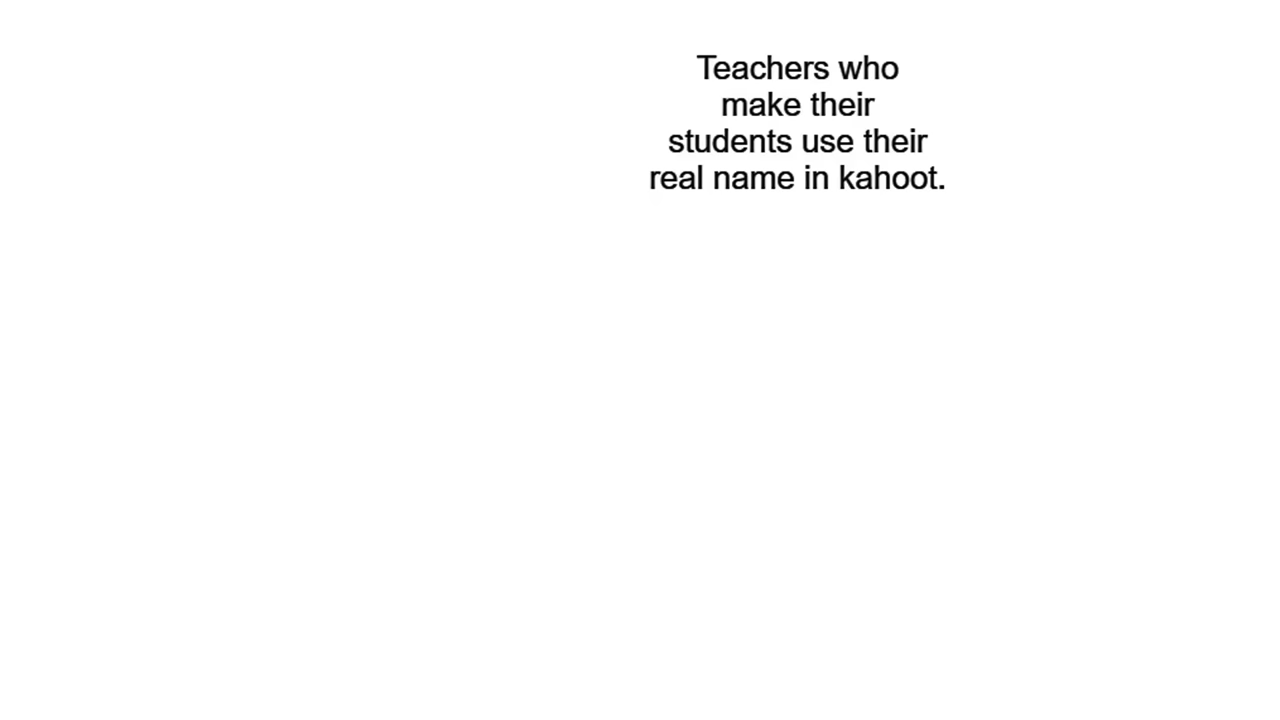 Teachers who
make their
students use their
real name in kahoot.